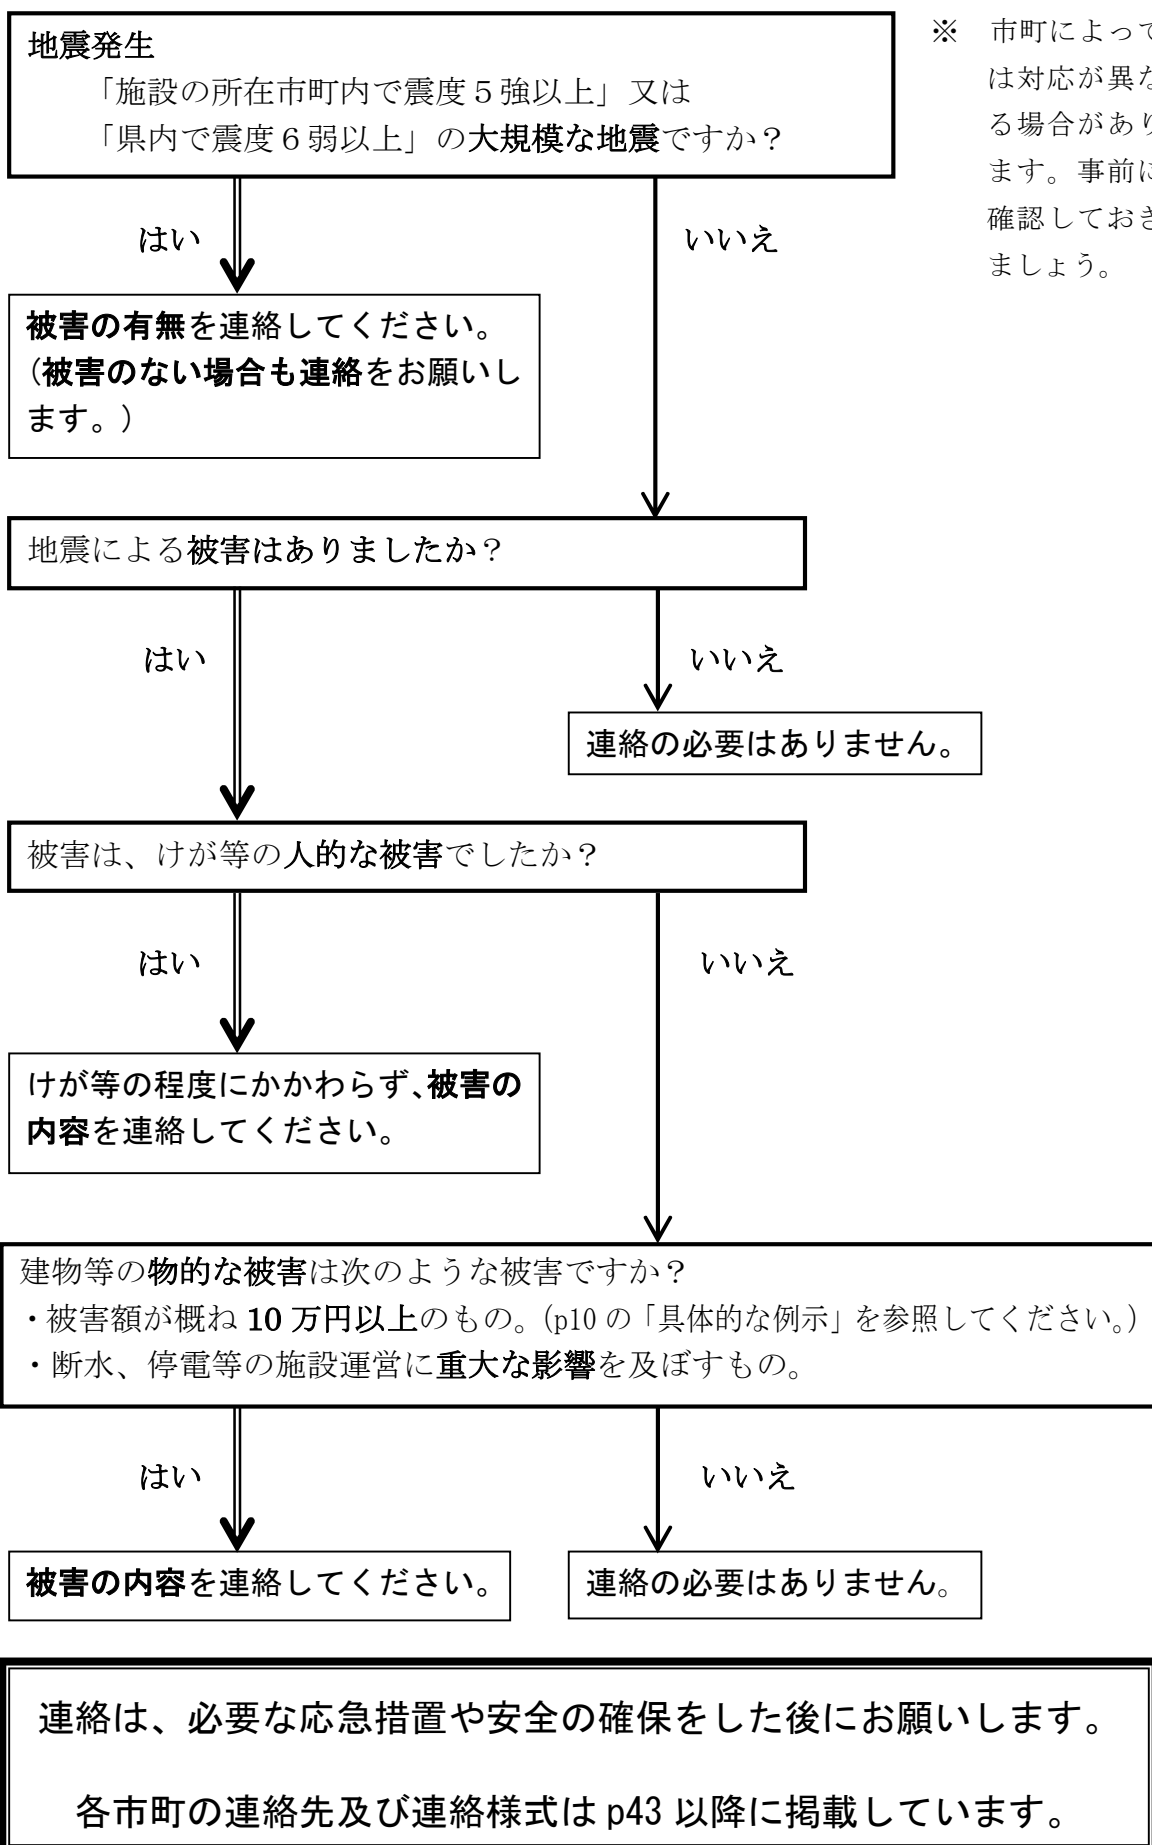 地震発生
「施設の所在市町内で震度５強以上」又は
「県内で震度６弱以上」の大規模な地震ですか？
※　市町によって
は対応が異な
る場合があり
ます。事前に
確認しておき
ましょう。
はい
いいえ
被害の有無を連絡してください。
（被害のない場合も連絡をお願いし
ます。）
地震による被害はありましたか？
はい
いいえ
連絡の必要はありません。
被害は、けが等の人的な被害でしたか？
はい
いいえ
けが等の程度にかかわらず、被害の
内容を連絡してください。
建物等の物的な被害は次のような被害ですか？
・被害額が概ね 10 万円以上のもの。（p10 の「具体的な例示」を参照してください。）
・断水、停電等の施設運営に重大な影響を及ぼすもの。
はい
いいえ
被害の内容を連絡してください。
連絡の必要はありません。
連絡は、必要な応急措置や安全の確保をした後にお願いします。
各市町の連絡先及び連絡様式は p43 以降に掲載しています。